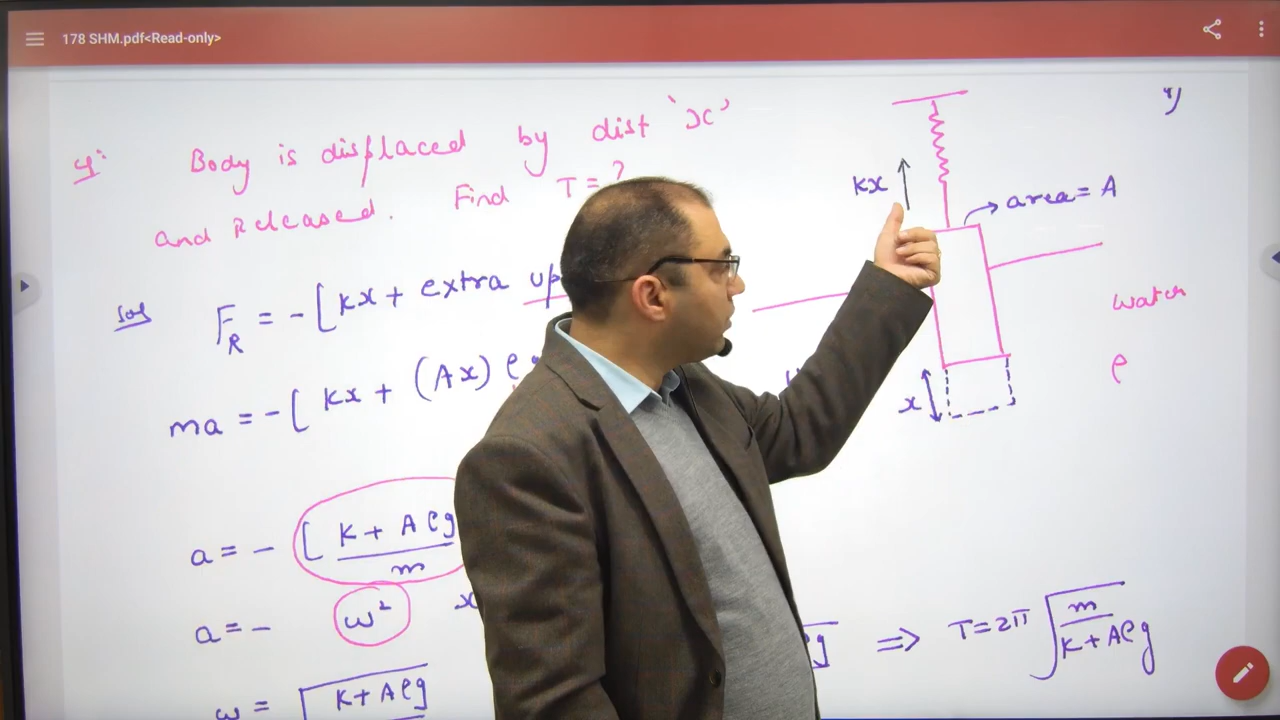 178 SHM.pdf<Read-only>
Q: Body is displaced by dist 'x'
and Released. Find T = ?
Sol F_R = -[kx + extra up
ma = -[ kx + (Ax) ρ
a = - [ K + Aρg
m
a = - ω² x
ω = K + Aρg
ρg ⇒ T = 2π √ m
K + Aρg
kx
area = A
water
ρ
x